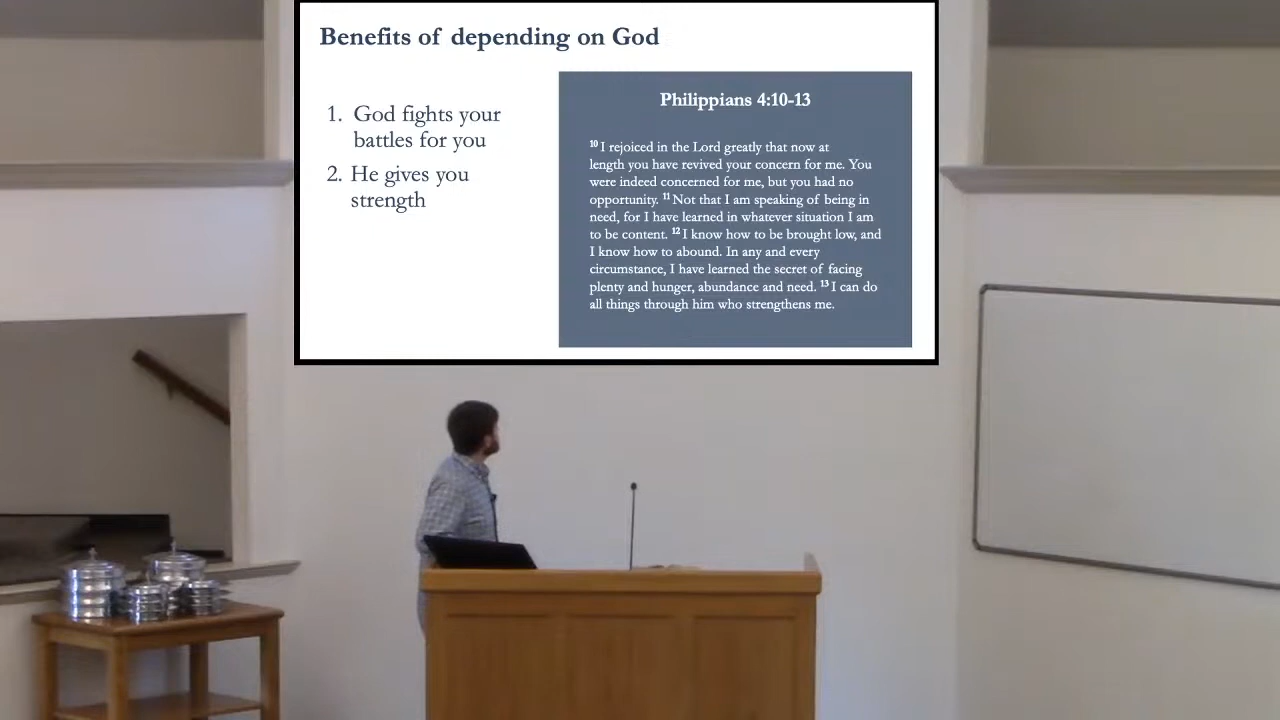 Benefits of depending on God
1. God fights your
battles for you
2. He gives you
strength
Philippians 4:10-13
10 I rejoiced in the Lord greatly that now at
length you have revived your concern for me. You
were indeed concerned for me, but you had no
opportunity. 11 Not that I am speaking of being in
need, for I have learned in whatever situation I am
to be content. 12 I know how to be brought low, and
I know how to abound. In any and every
circumstance, I have learned the secret of facing
plenty and hunger, abundance and need. 13 I can do
all things through him who strengthens me.